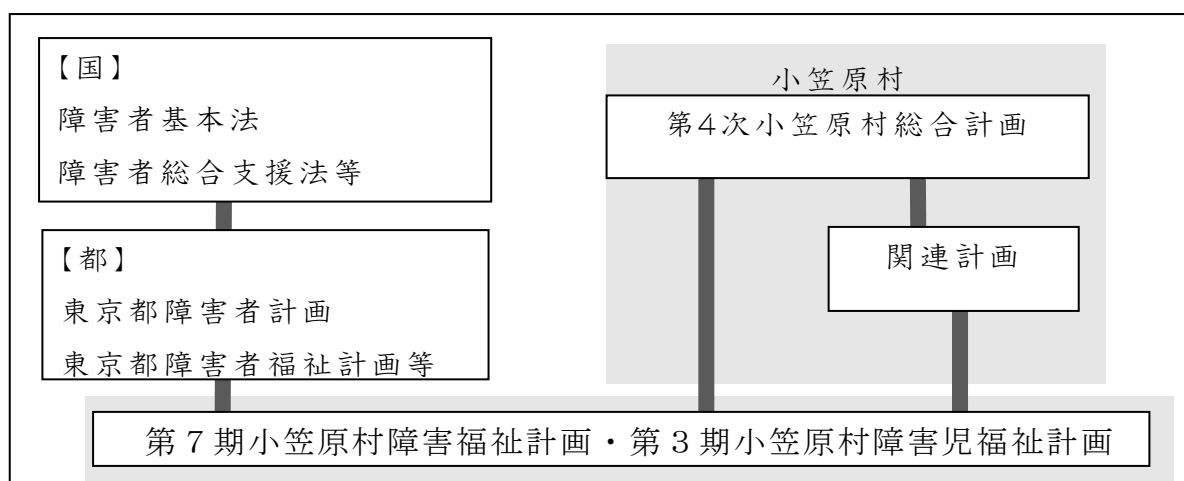 【国】
障害者基本法
障害者総合支援法等
【都】
東京都障害者計画
東京都障害者福祉計画等
小笠原村
第4次小笠原村総合計画
関連計画
第７期小笠原村障害福祉計画・第３期小笠原村障害児福祉計画